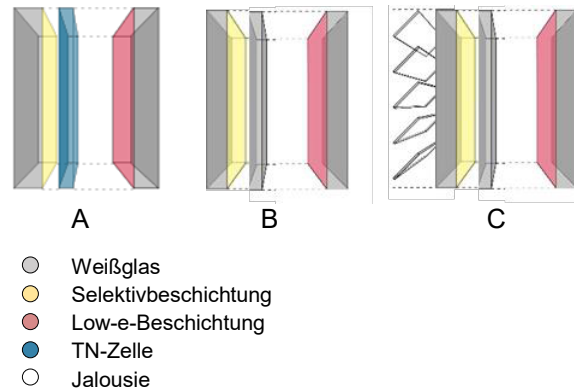 A B C
Weißglas
Selektivbeschichtung
Low-e-Beschichtung
TN-Zelle
Jalousie